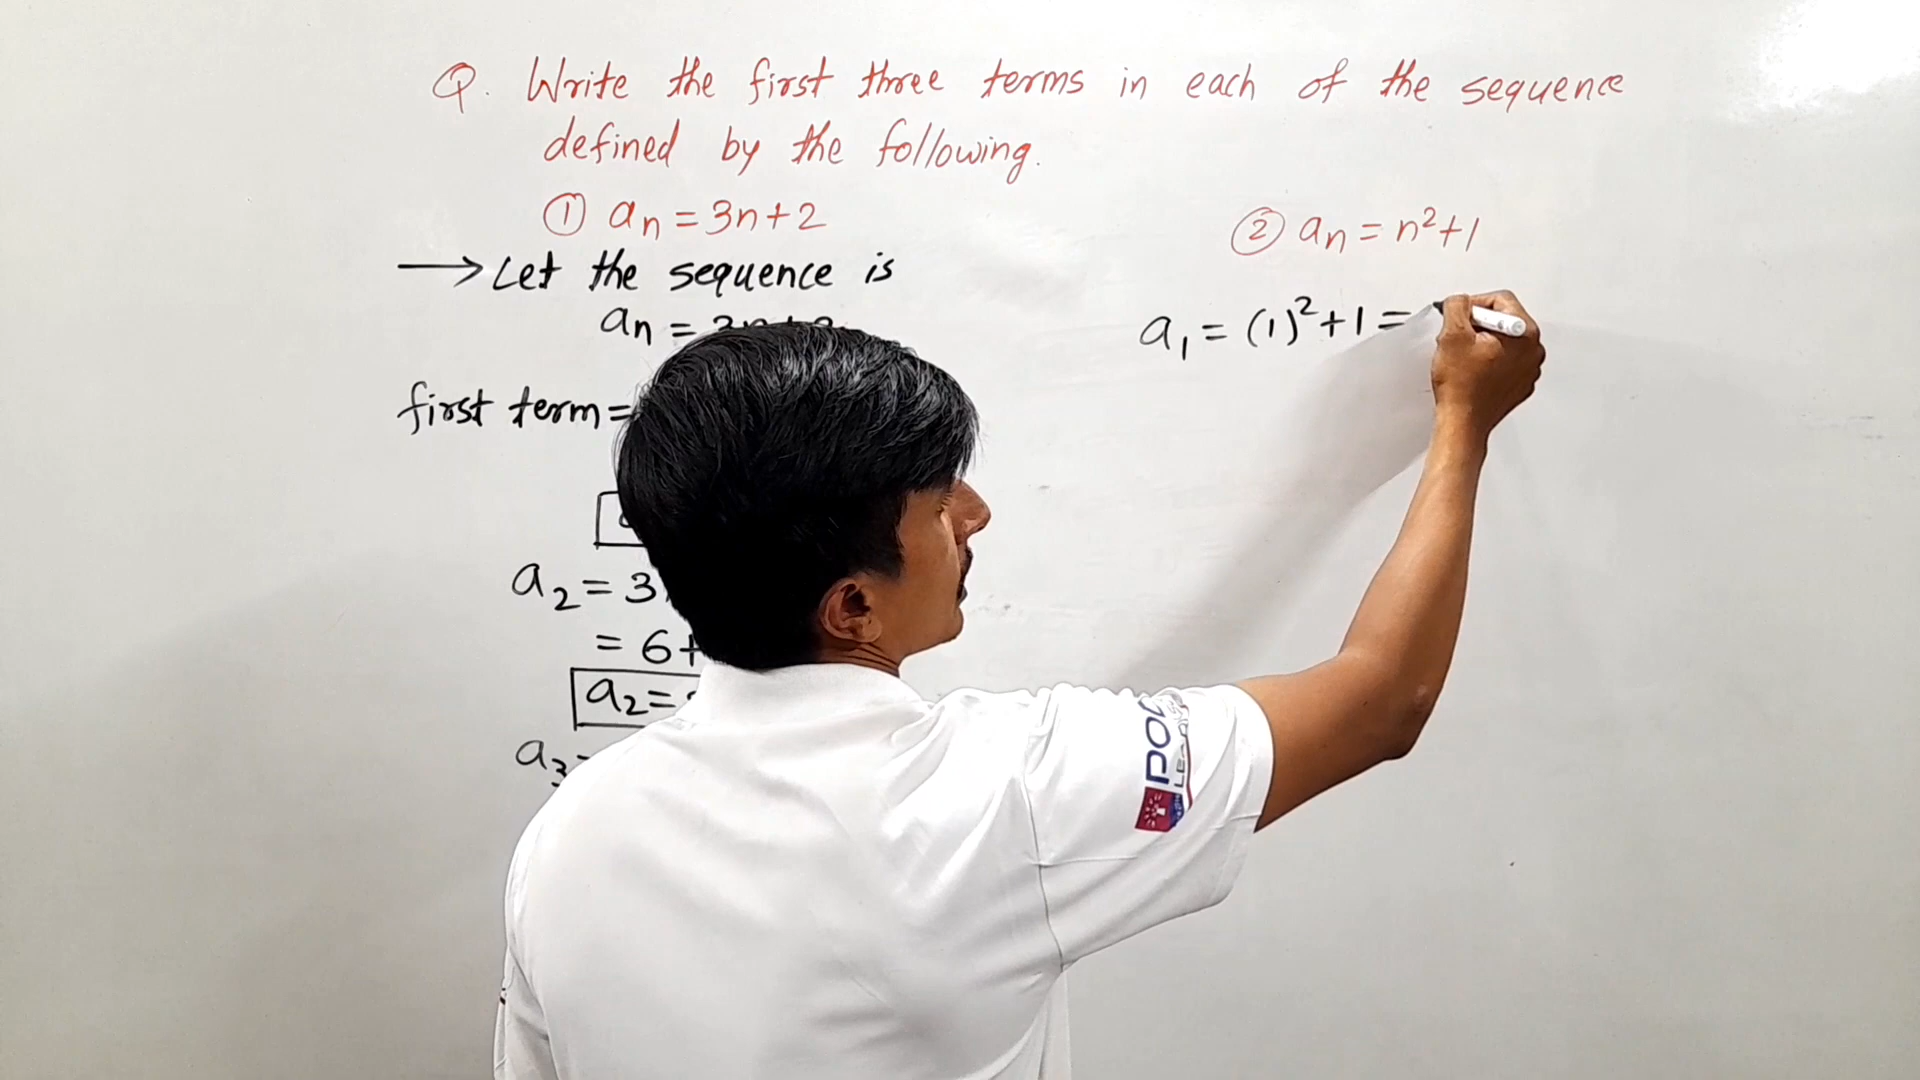 Q. Write the first three terms in each of the sequence
defined by the following.
① aₙ = 3n+2
→ Let the sequence is
aₙ =
first term =
a₂ = 3
= 6+
a₂ =
a₃
② aₙ = n²+1
a₁ = (1)²+1 =